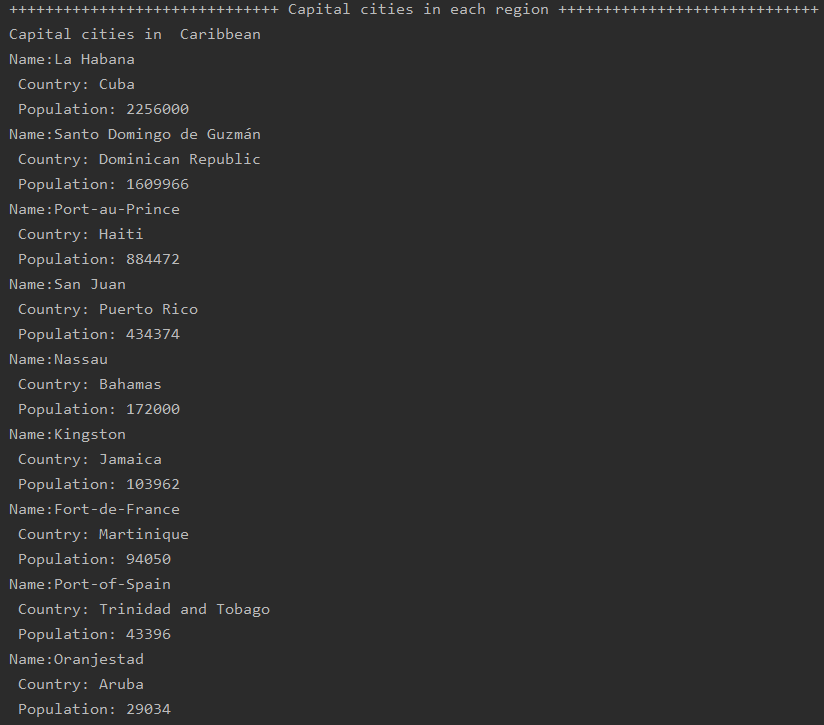 ++++++++++++++++++++++++++++++ Capital cities in each region +++++++++++++++++++++++++++++
Capital cities in  Caribbean
Name:La Habana
 Country: Cuba
 Population: 2256000
Name:Santo Domingo de Guzmán
 Country: Dominican Republic
 Population: 1609966
Name:Port-au-Prince
 Country: Haiti
 Population: 884472
Name:San Juan
 Country: Puerto Rico
 Population: 434374
Name:Nassau
 Country: Bahamas
 Population: 172000
Name:Kingston
 Country: Jamaica
 Population: 103962
Name:Fort-de-France
 Country: Martinique
 Population: 94050
Name:Port-of-Spain
 Country: Trinidad and Tobago
 Population: 43396
Name:Oranjestad
 Country: Aruba
 Population: 29034